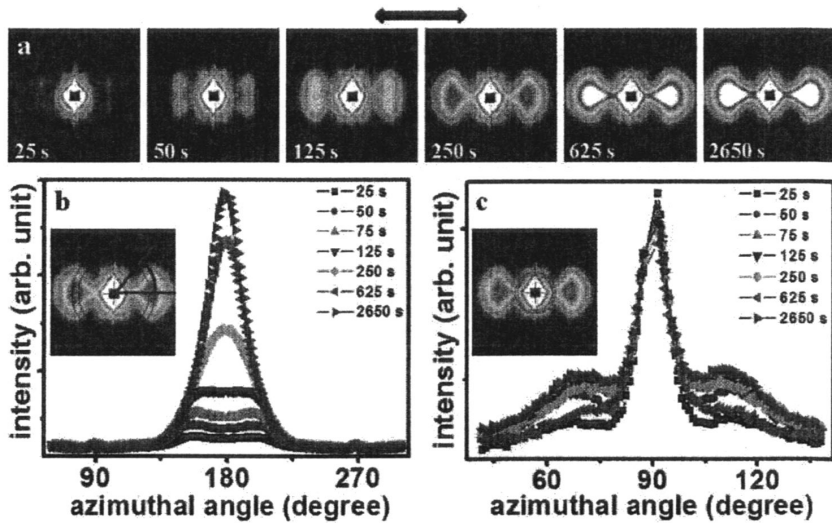 a
25 s
50 s
125 s
250 s
625 s
2650 s
b
intensity (arb. unit)
25 s
50 s
75 s
125 s
250 s
625 s
2650 s
90
180
270
azimuthal angle (degree)
c
intensity (arb. unit)
25 s
50 s
75 s
125 s
250 s
625 s
2650 s
60
90
120
azimuthal angle (degree)